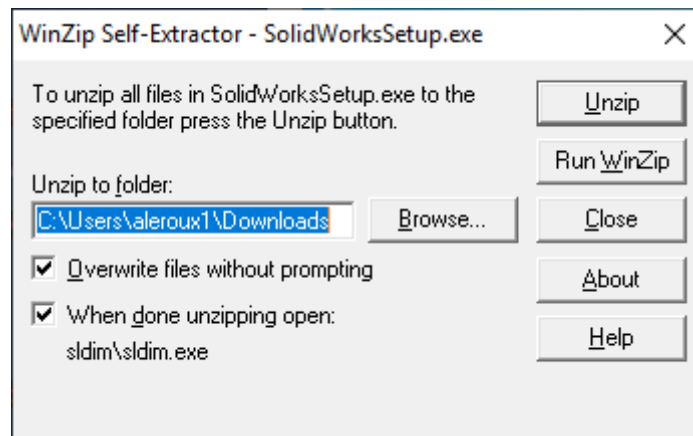 WinZip Self-Extractor - SolidWorksSetup.exe
To unzip all files in SolidWorksSetup.exe to the
specified folder press the Unzip button.
Unzip to folder:
C:\Users\aleroux1\Downloads
Browse...
Overwrite files without prompting
When done unzipping open:
sldim\sldim.exe
Unzip
Run WinZip
Close
About
Help